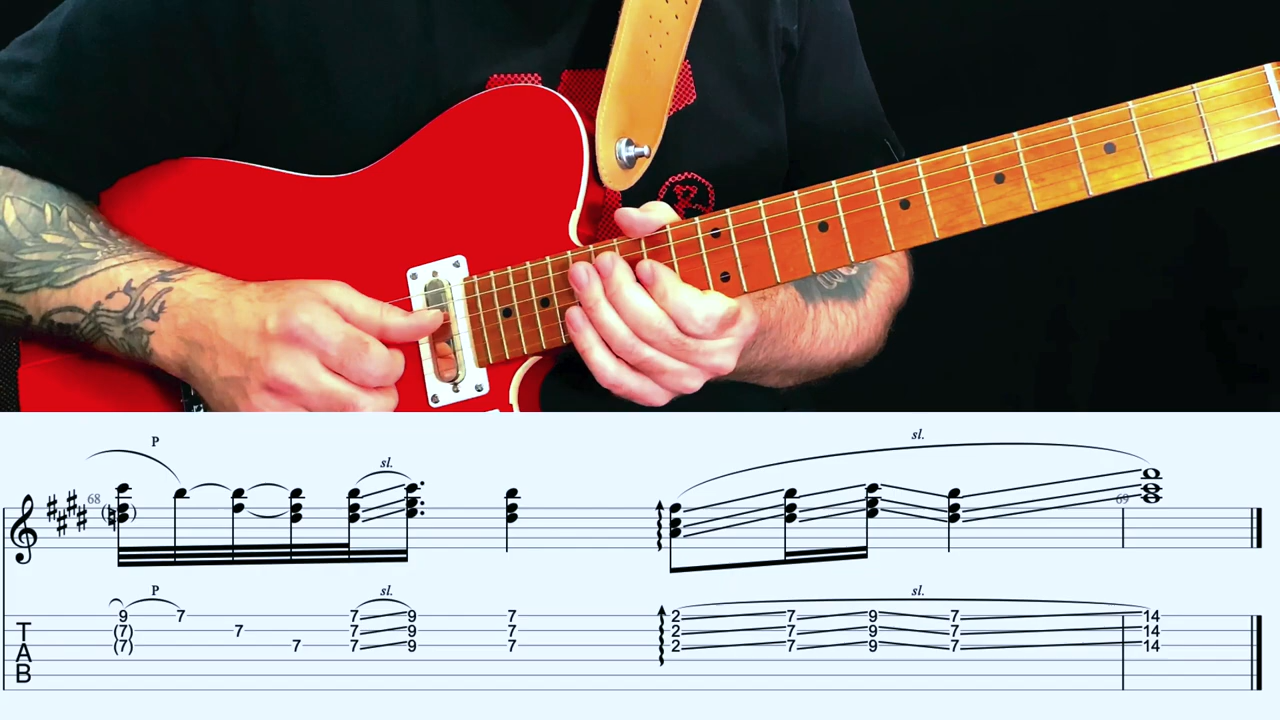 P
sl.
sl.
68
69
P
sl.
sl.
9 7 7 9 7 2 7 9 7 14
T (7) 7 7 9 7 2 7 9 7 14
A (7) 7 7 9 7 2 7 9 7 14
B